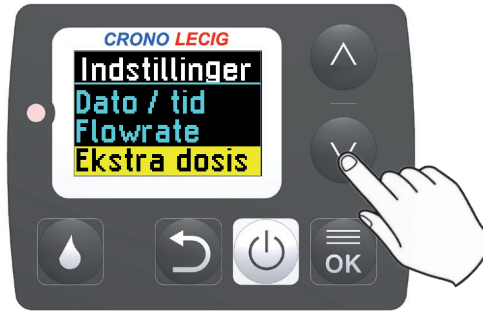 CRONO LECIG
Indstillinger
Dato / tid
Flowrate
Ekstra dosis
OK